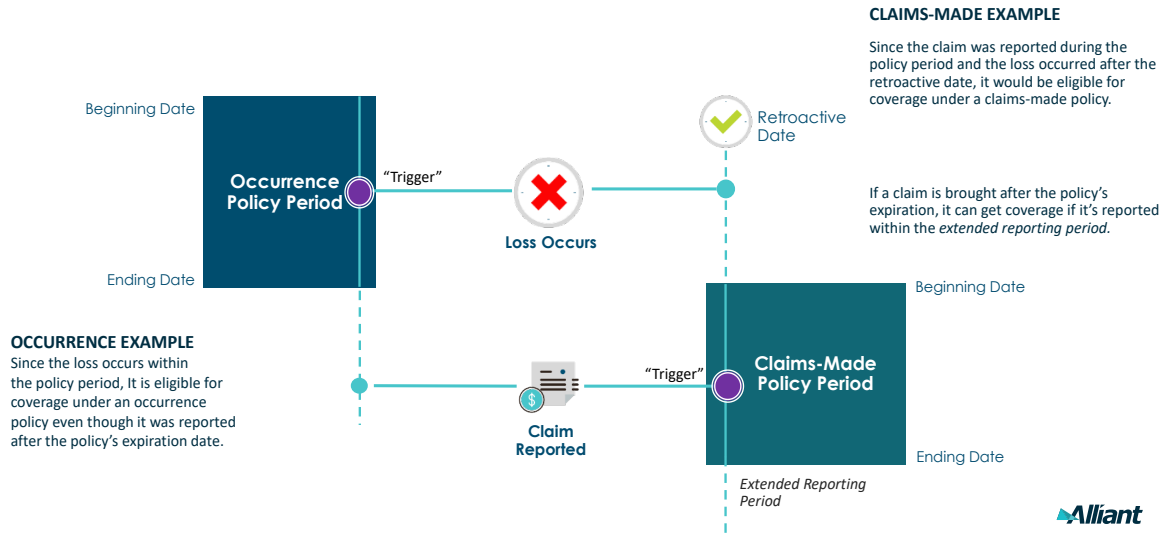 CLAIMS-MADE EXAMPLE
Since the claim was reported during the
policy period and the loss occurred after the
retroactive date, it would be eligible for
coverage under a claims-made policy.
Beginning Date
Retroactive
Date
"Trigger"
Occurrence
Policy Period
If a claim is brought after the policy's
expiration, it can get coverage if it's reported
within the extended reporting period.
Loss Occurs
Ending Date
Beginning Date
OCCURRENCE EXAMPLE
Since the loss occurs within
the policy period, It is eligible for
coverage under an occurrence
policy even though it was reported
after the policy's expiration date.
"Trigger"
Claims-Made
Policy Period
$
Claim
Reported
Ending Date
Extended Reporting
Period
Alliant